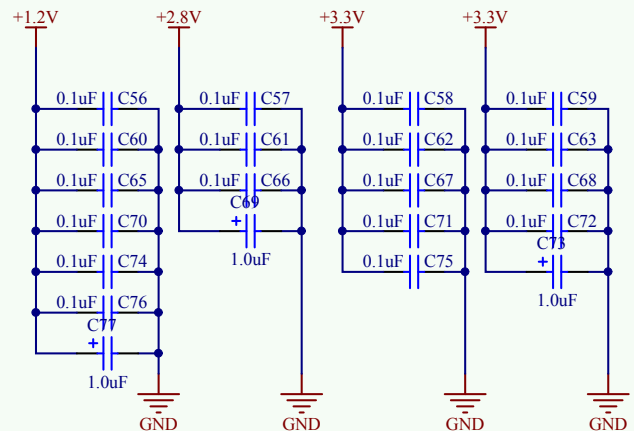 +1.2V +2.8V +3.3V +3.3V
0.1uF C56 0.1uF C57 0.1uF C58 0.1uF C59
0.1uF C60 0.1uF C61 0.1uF C62 0.1uF C63
0.1uF C65 0.1uF C66 0.1uF C67 0.1uF C68
C69
0.1uF C70 0.1uF C71 0.1uF C72
+
C73
1.0uF
0.1uF C74 0.1uF C75
+
1.0uF
0.1uF C76
C77
+
1.0uF
GND GND GND GND